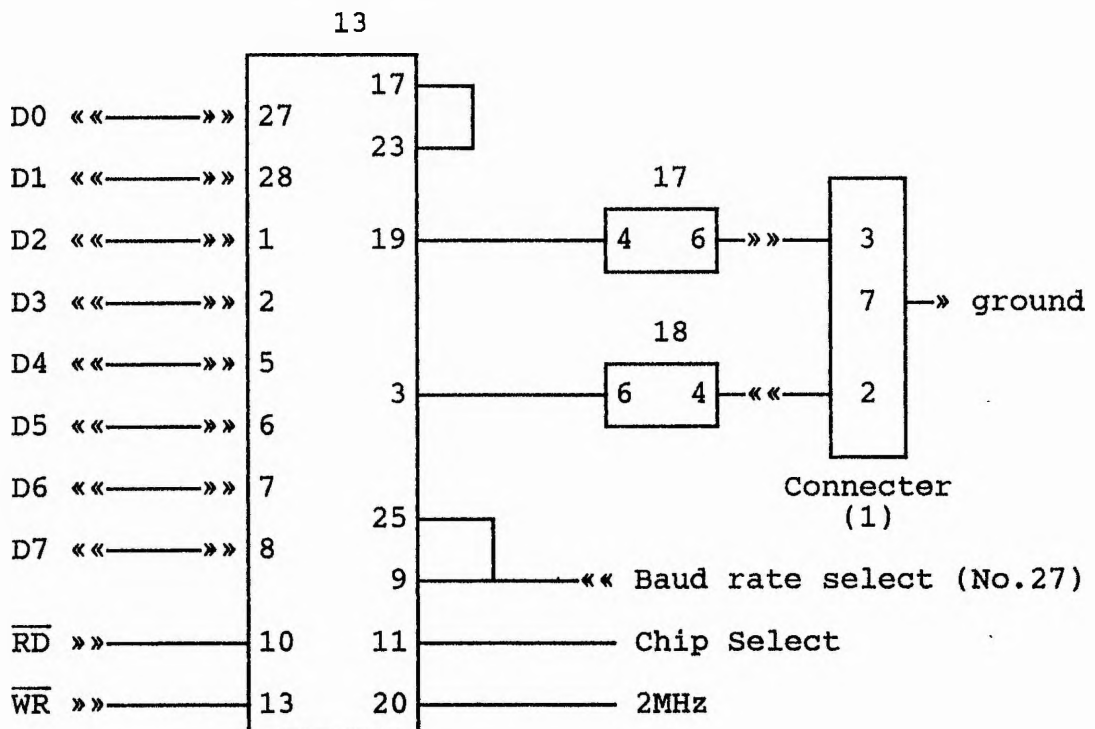 13
17
D0 «« »» 27
23
D1 «« »» 28
17
D2 «« »» 1
19
4 6 »» 3
D3 «« »» 2
7 » ground
18
D4 «« »» 5
3
6 4 «« 2
D5 «« »» 6
D6 «« »» 7
Connecter
(1)
25
D7 «« »» 8
9 «« Baud rate select (No.27)
RD »» 10
11 Chip Select
WR »» 13
20 2MHz